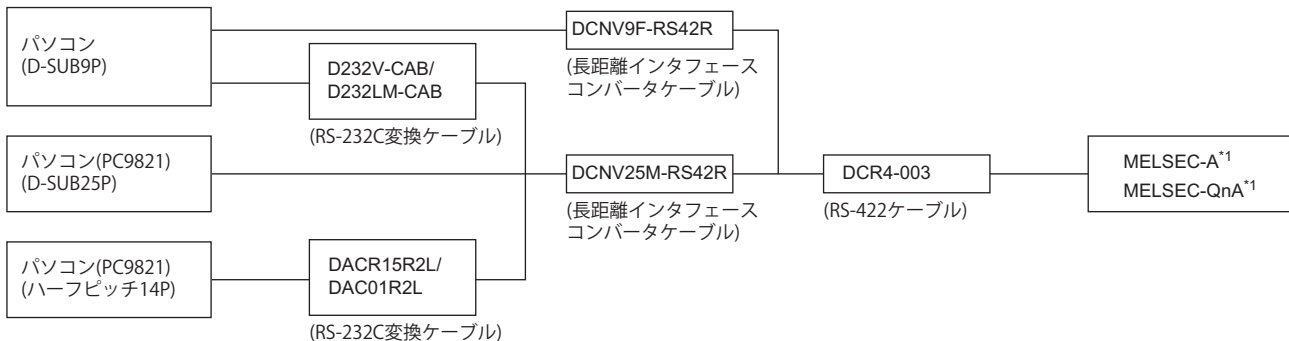 パソコン
(D-SUB9P)
D232V-CAB/
D232LM-CAB
(RS-232C変換ケーブル)
DCNV9F-RS42R
(長距離インタフェース
コンバータケーブル)
パソコン(PC9821)
(D-SUB25P)
DCNV25M-RS42R
(長距離インタフェース
コンバータケーブル)
DCR4-003
(RS-422ケーブル)
MELSEC-A*1
MELSEC-QnA*1
パソコン(PC9821)
(ハーフピッチ14P)
DACR15R2L/
DAC01R2L
(RS-232C変換ケーブル)